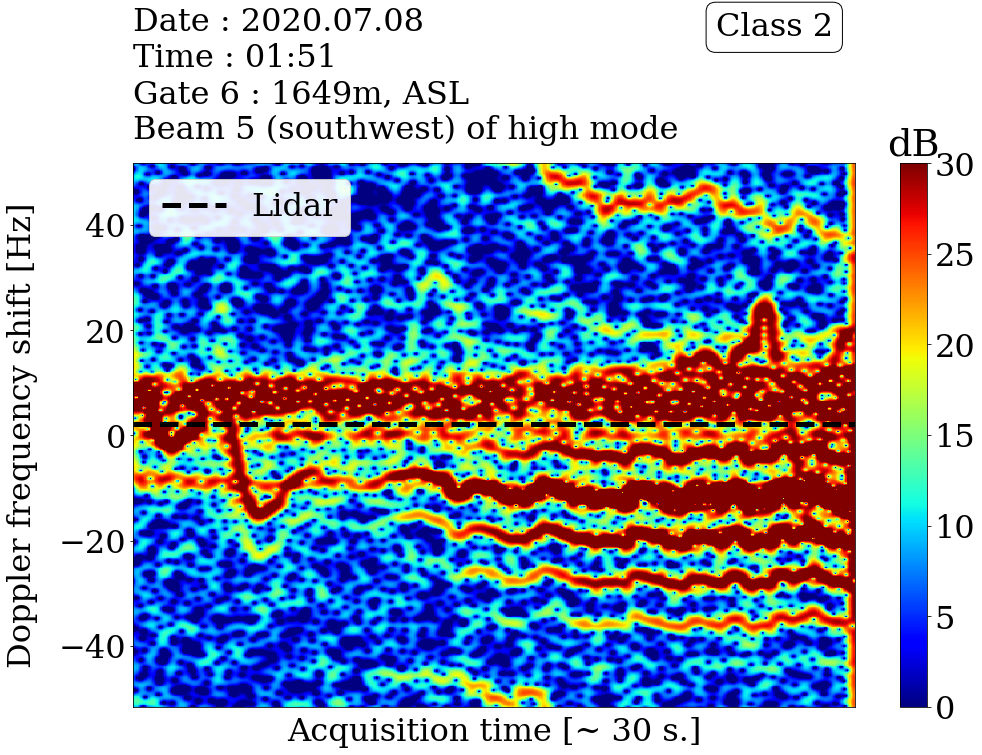 Date : 2020.07.08
Time : 01:51
Gate 6 : 1649m, ASL
Beam 5 (southwest) of high mode
Class 2
dB
Lidar
Doppler frequency shift [Hz]
40
20
0
−20
−40
Acquisition time [~ 30 s.]
30
25
20
15
10
5
0